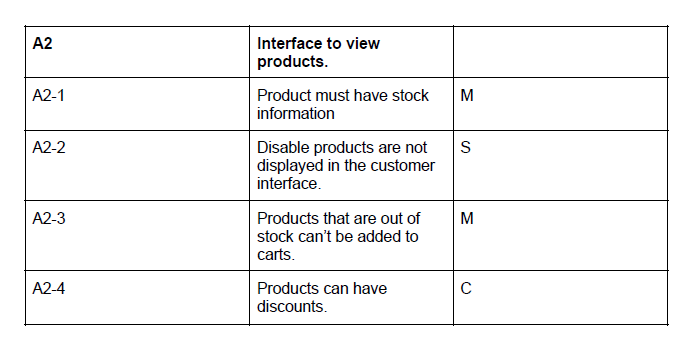 A2
Interface to view
products.
A2-1
Product must have stock
information
M
A2-2
Disable products are not
displayed in the customer
interface.
S
A2-3
Products that are out of
stock can’t be added to
carts.
M
A2-4
Products can have
discounts.
C